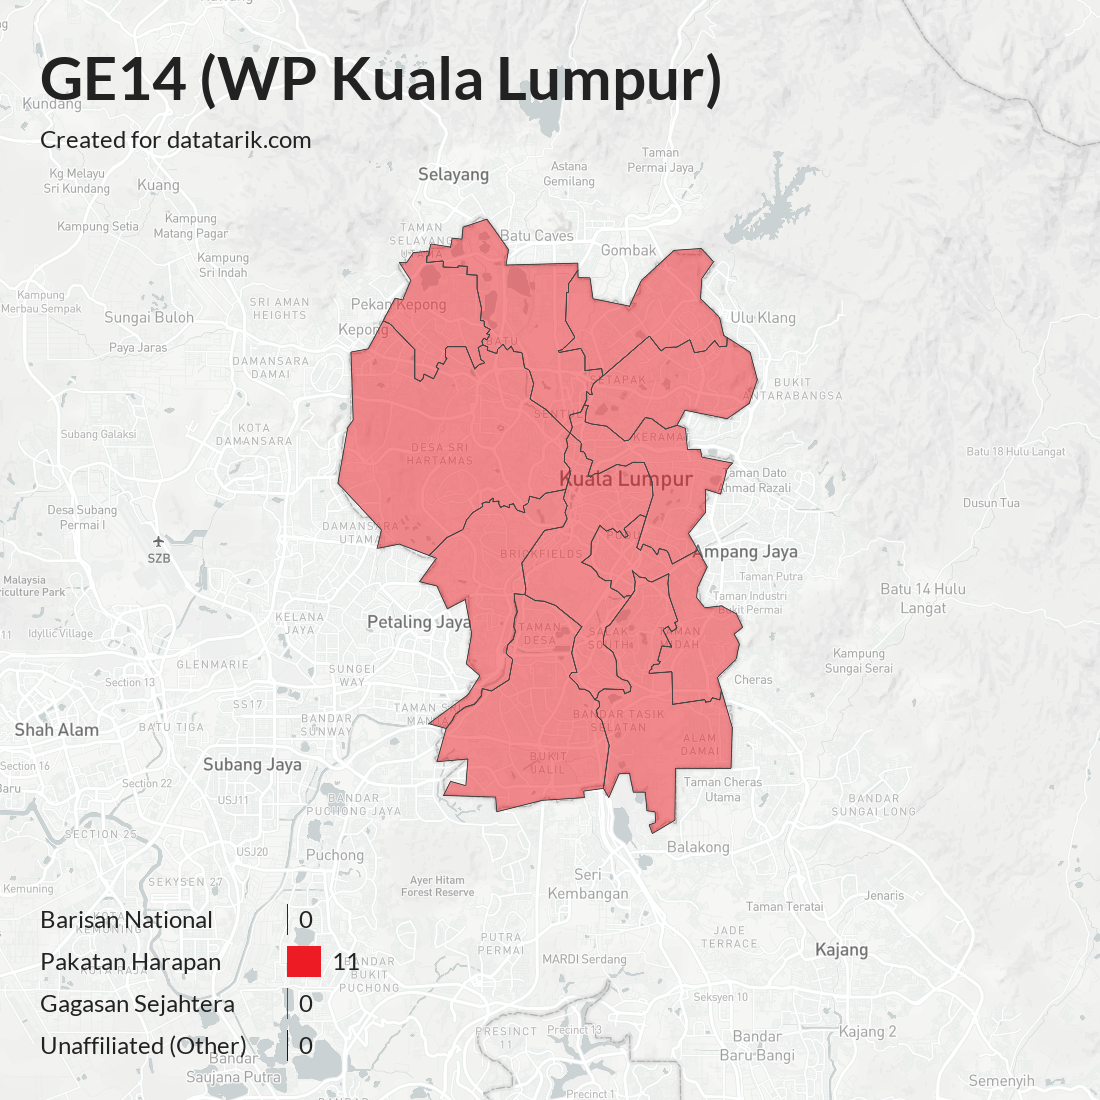 GE14 (WP Kuala Lumpur)
Created for datatarik.com
Kundang
Taman
Permai Jaya
Astana
Gemilang
Selayang
Kg Melayu
Sri Kundang
Kuang
Kampung Setia
Kampung
Matang Pagar
TAMAN
SELAYANG
UTAMA
Batu Caves
Gombak
Kampung
Sri Indah
Kampung
Merbau Sempak
SRI AMAN
HEIGHTS
Pekan Kepong
Sungai Buloh
Ulu Klang
Kepong
Paya Jaras
BATU
DAMANSARA
DAMAI
SETAPAK
BUKIT
ANTARABANGSA
SENTUL
Subang Galaksi
KOTA
DAMANSARA
KERAMAT
DESA SRI
HARTAMAS
Batu 18 Hulu Langat
Kuala Lumpur
Taman Dato
Ahmad Razali
Dusun Tua
Desa Subang
Permai I
DAMANSARA
UTAMA
SZB
BRICKFIELDS
Ampang Jaya
Malaysia
riculture Park
Taman Putra
Batu 14 Hulu
Langat
Taman Industri
Bukit Permai
KELANA
JAYA
Petaling Jaya
11
Idyllic Village
TAMAN
DESA
SALAK
SOUTH
TAMAN
MIDAH
GLENMARIE
SUNGEI
WAY
Kampung
Sungai Serai
Section 13
Cheras
SS17
TAMAN SRI
MANJA
BANDAR TASIK
SELATAN
Shah Alam
BATU TIGA
BANDAR
SUNWAY
ALAM
DAMAI
Section 16
Subang Jaya
BUKIT
JALIL
Section 22
Taman Cheras
Utama
Baru
USJ11
BANDAR
PUCHONG JAYA
BANDAR
SUNGAI LONG
SECTION 25
USJ20
Puchong
Balakong
SEKSYEN 27
Kemuning
Ayer Hitam
Forest Reserve
Seri
Kembangan
Jenaris
Taman Teratai
Barisan National 0
KOTA
KEMUNING
PUTRA
PERMAI
JADE
TERRACE
Kajang
Pakatan Harapan 11
KOTA RAJA
BANDAR
BUKIT
PUCHONG
MARDI Serdang
Seksyen 10
Gagasan Sejahtera 0
PRESINCT
11
Precinct 13
Kajang 2
Unaffiliated (Other) 0
Bandar
Saujana Putra
Bandar
Baru Bangi
Semenyih
Precinct 1
BANDAR